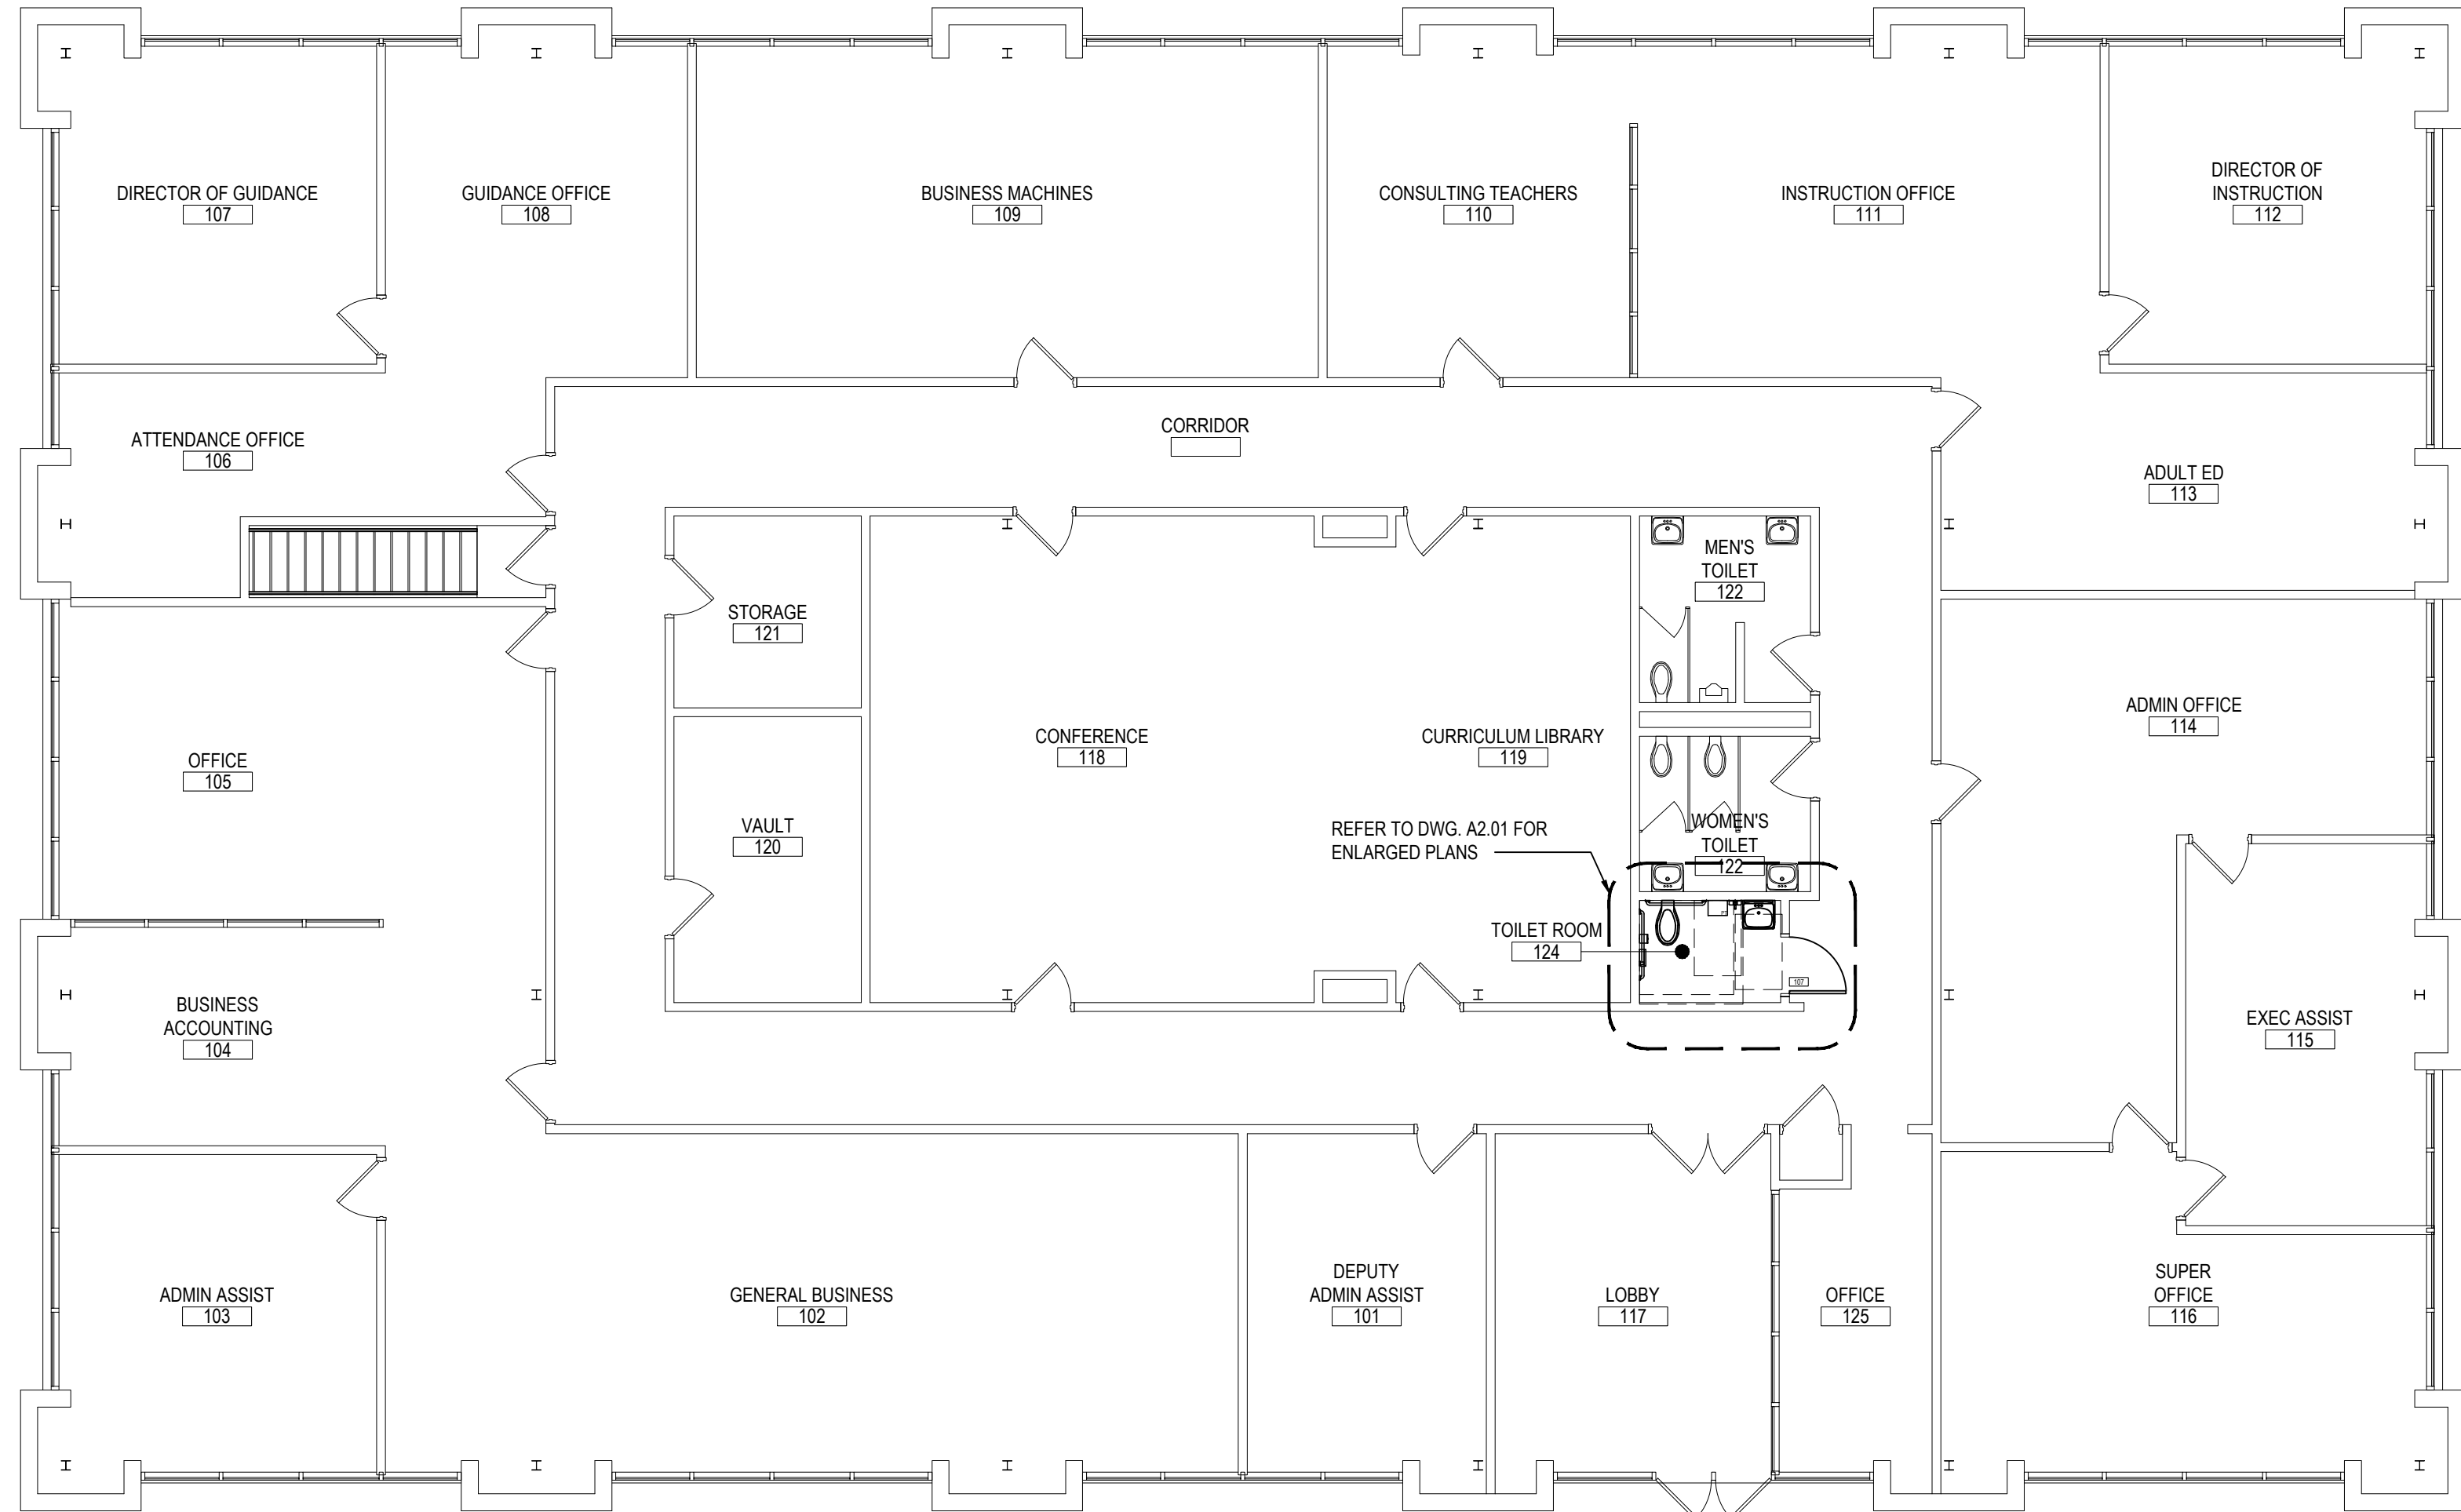 DIRECTOR OF GUIDANCE
107
GUIDANCE OFFICE
108
BUSINESS MACHINES
109
CONSULTING TEACHERS
110
INSTRUCTION OFFICE
111
DIRECTOR OF
INSTRUCTION
112
ATTENDANCE OFFICE
106
CORRIDOR
ADULT ED
113
STORAGE
121
MEN'S
TOILET
122
OFFICE
105
CONFERENCE
118
CURRICULUM LIBRARY
119
ADMIN OFFICE
114
VAULT
120
REFER TO DWG. A2.01 FOR
ENLARGED PLANS
WOMEN'S
TOILET
122
TOILET ROOM
124
107
BUSINESS
ACCOUNTING
104
EXEC ASSIST
115
ADMIN ASSIST
103
GENERAL BUSINESS
102
DEPUTY
ADMIN ASSIST
101
LOBBY
117
OFFICE
125
SUPER
OFFICE
116